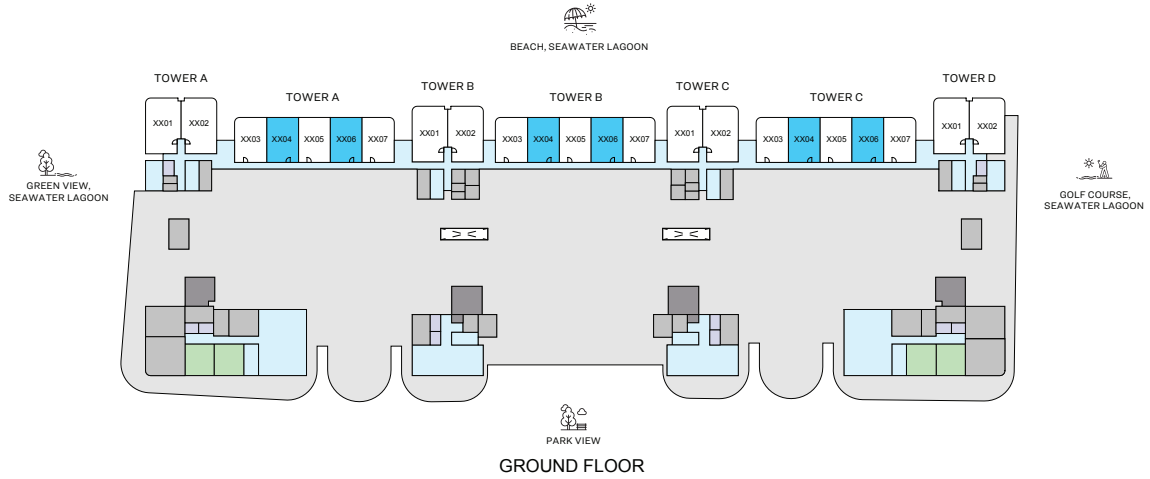 BEACH, SEAWATER LAGOON
TOWER A
TOWER A
TOWER B
TOWER B
TOWER C
TOWER C
TOWER D
XX01
XX02
XX03
XX04
XX05
XX06
XX07
XX01
XX02
XX03
XX04
XX05
XX06
XX07
XX01
XX02
XX03
XX04
XX05
XX06
XX07
XX01
XX02
GREEN VIEW,
SEAWATER LAGOON
GOLF COURSE,
SEAWATER LAGOON
PARK VIEW
GROUND FLOOR